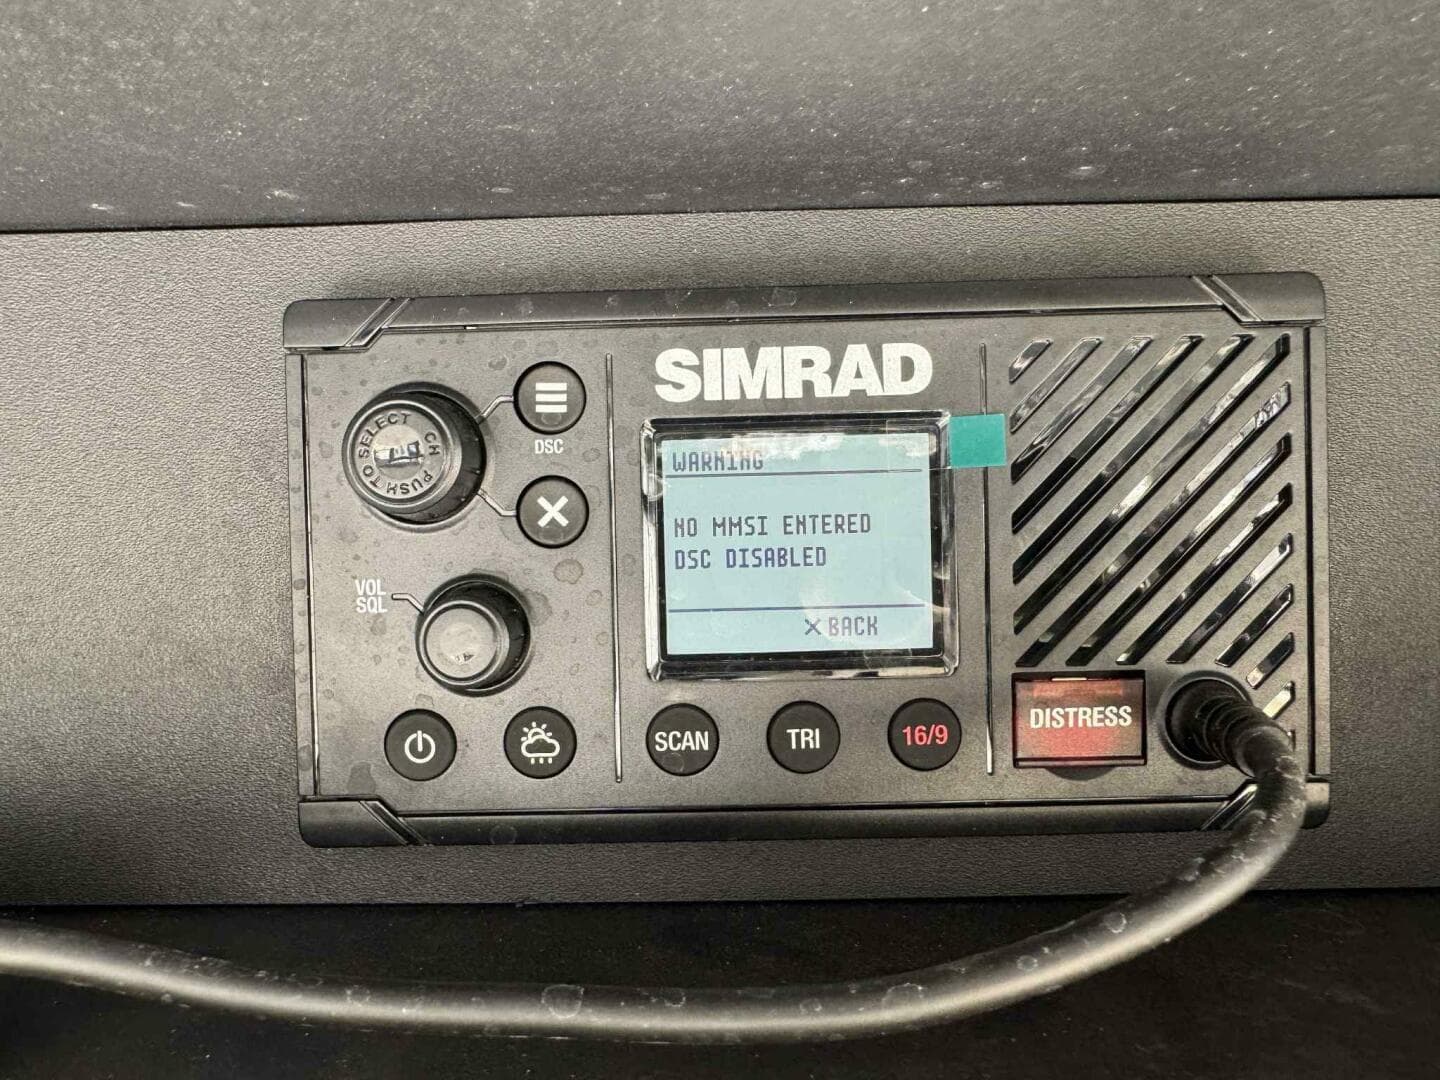 SIMRAD
PUSH TO SELECT
CH
DSC
VOL
SQL
WARNING
NO MMSI ENTERED
DSC DISABLED
BACK
SCAN
TRI
16/9
DISTRESS